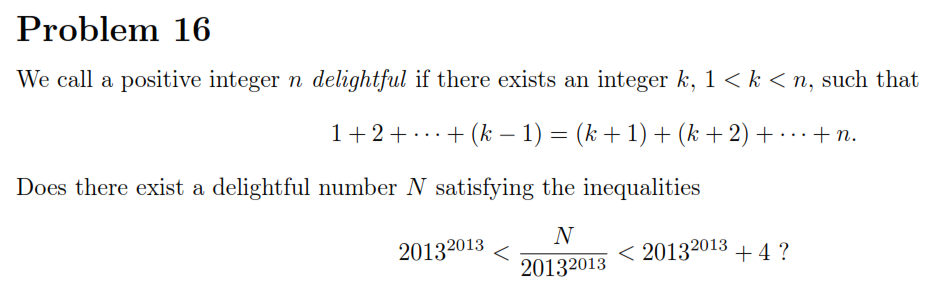 Problem 16
We call a positive integer n delightful if there exists an integer k, 1 < k < n, such that
1 + 2 + · · · + (k − 1) = (k + 1) + (k + 2) + · · · + n.
Does there exist a delightful number N satisfying the inequalities
2013^2013 < N / 2013^2013 < 2013^2013 + 4 ?